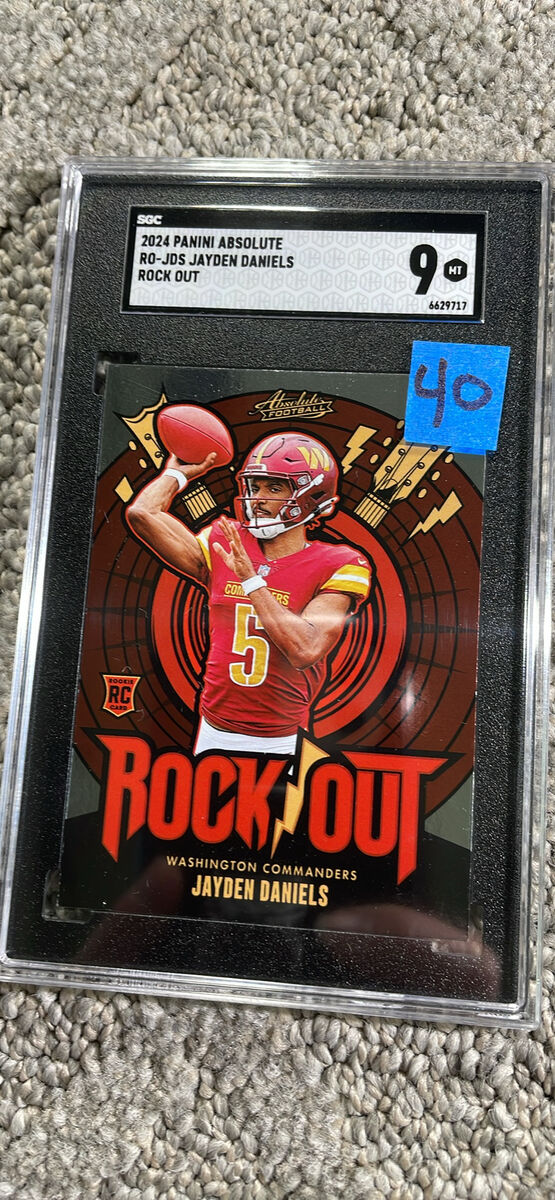 SGC
2024 PANINI ABSOLUTE
RO-JDS JAYDEN DANIELS
ROCK OUT
9 MT
6629717
40
Absolute
FOOTBALL
COMMANDERS
5
ROOKIE
RC
CARD
ROCK OUT
WASHINGTON COMMANDERS
JAYDEN DANIELS